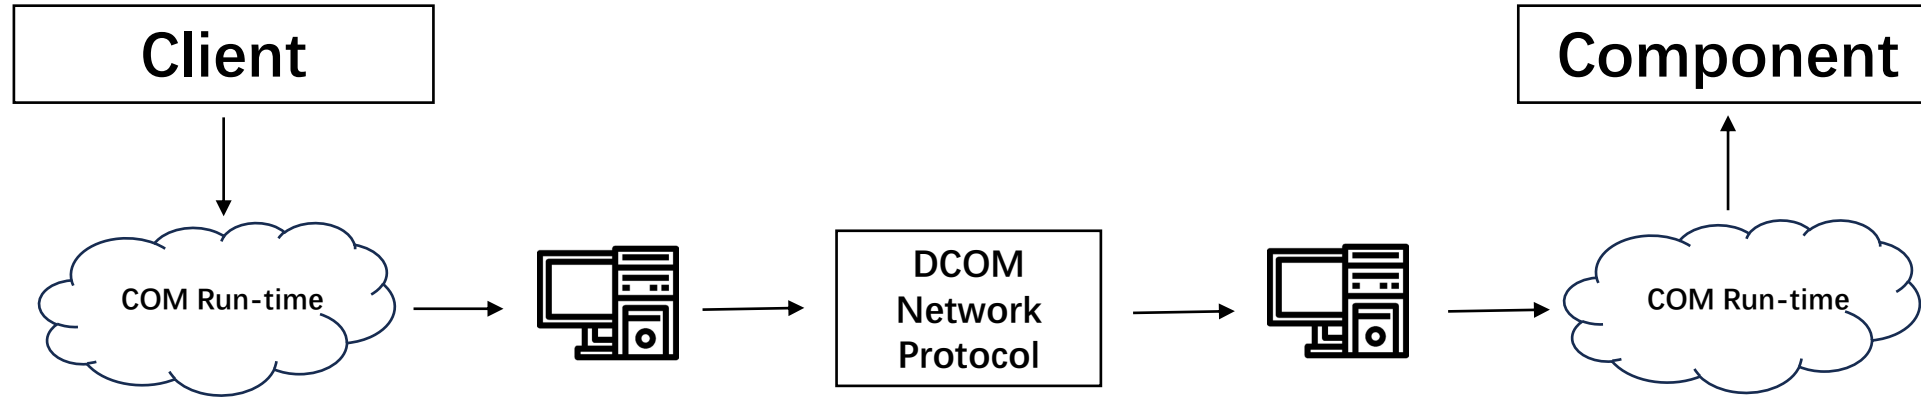 Client
Component
COM Run-time
DCOM
Network
Protocol
COM Run-time